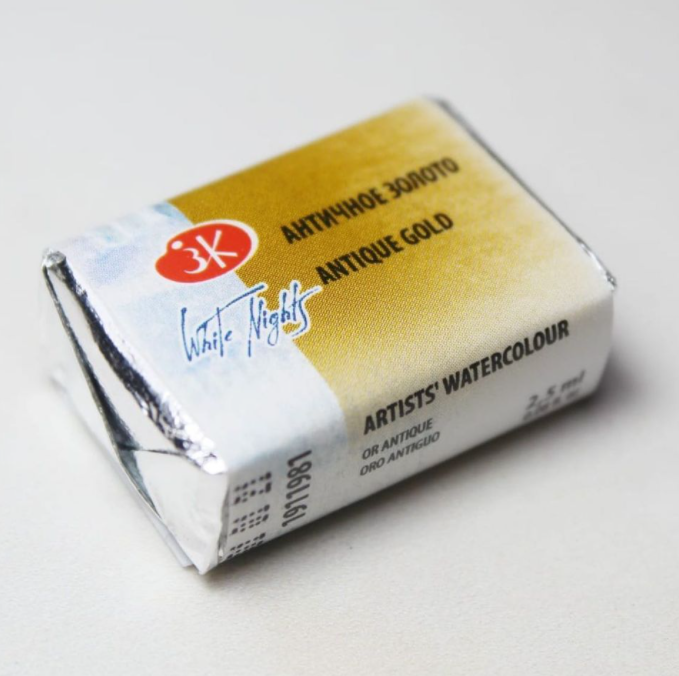 АНТИЧНОЕ ЗОЛОТО
ЗК
ANTIQUE GOLD
White Nights
ARTISTS' WATERCOLOUR
2,5 ml
OR ANTIQUE
ORO ANTIGUO
1911981